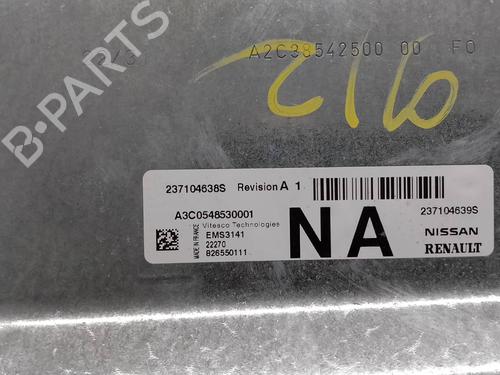 A2C38542500 00 F0
216
237104638S Revision A 1
A3C0548530001
Vitesco Technologies
EMS3141
22270
826550111
MADE IN FRANCE
NA
237104639S
NISSAN
RENAULT
B-PARTS